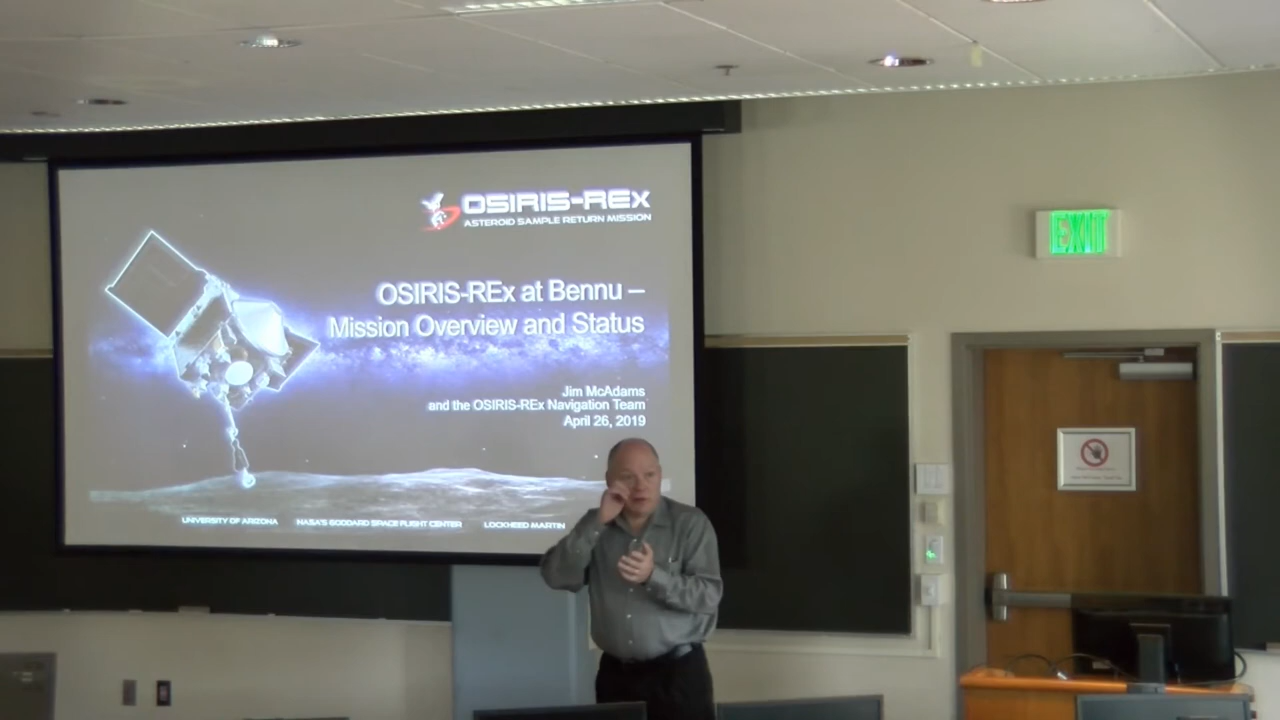 OSIRIS-REx
ASTEROID SAMPLE RETURN MISSION
OSIRIS-REx at Bennu –
Mission Overview and Status
Jim McAdams
and the OSIRIS-REx Navigation Team
April 26, 2019
UNIVERSITY OF ARIZONA NASA'S GODDARD SPACE FLIGHT CENTER LOCKHEED MARTIN
EXIT